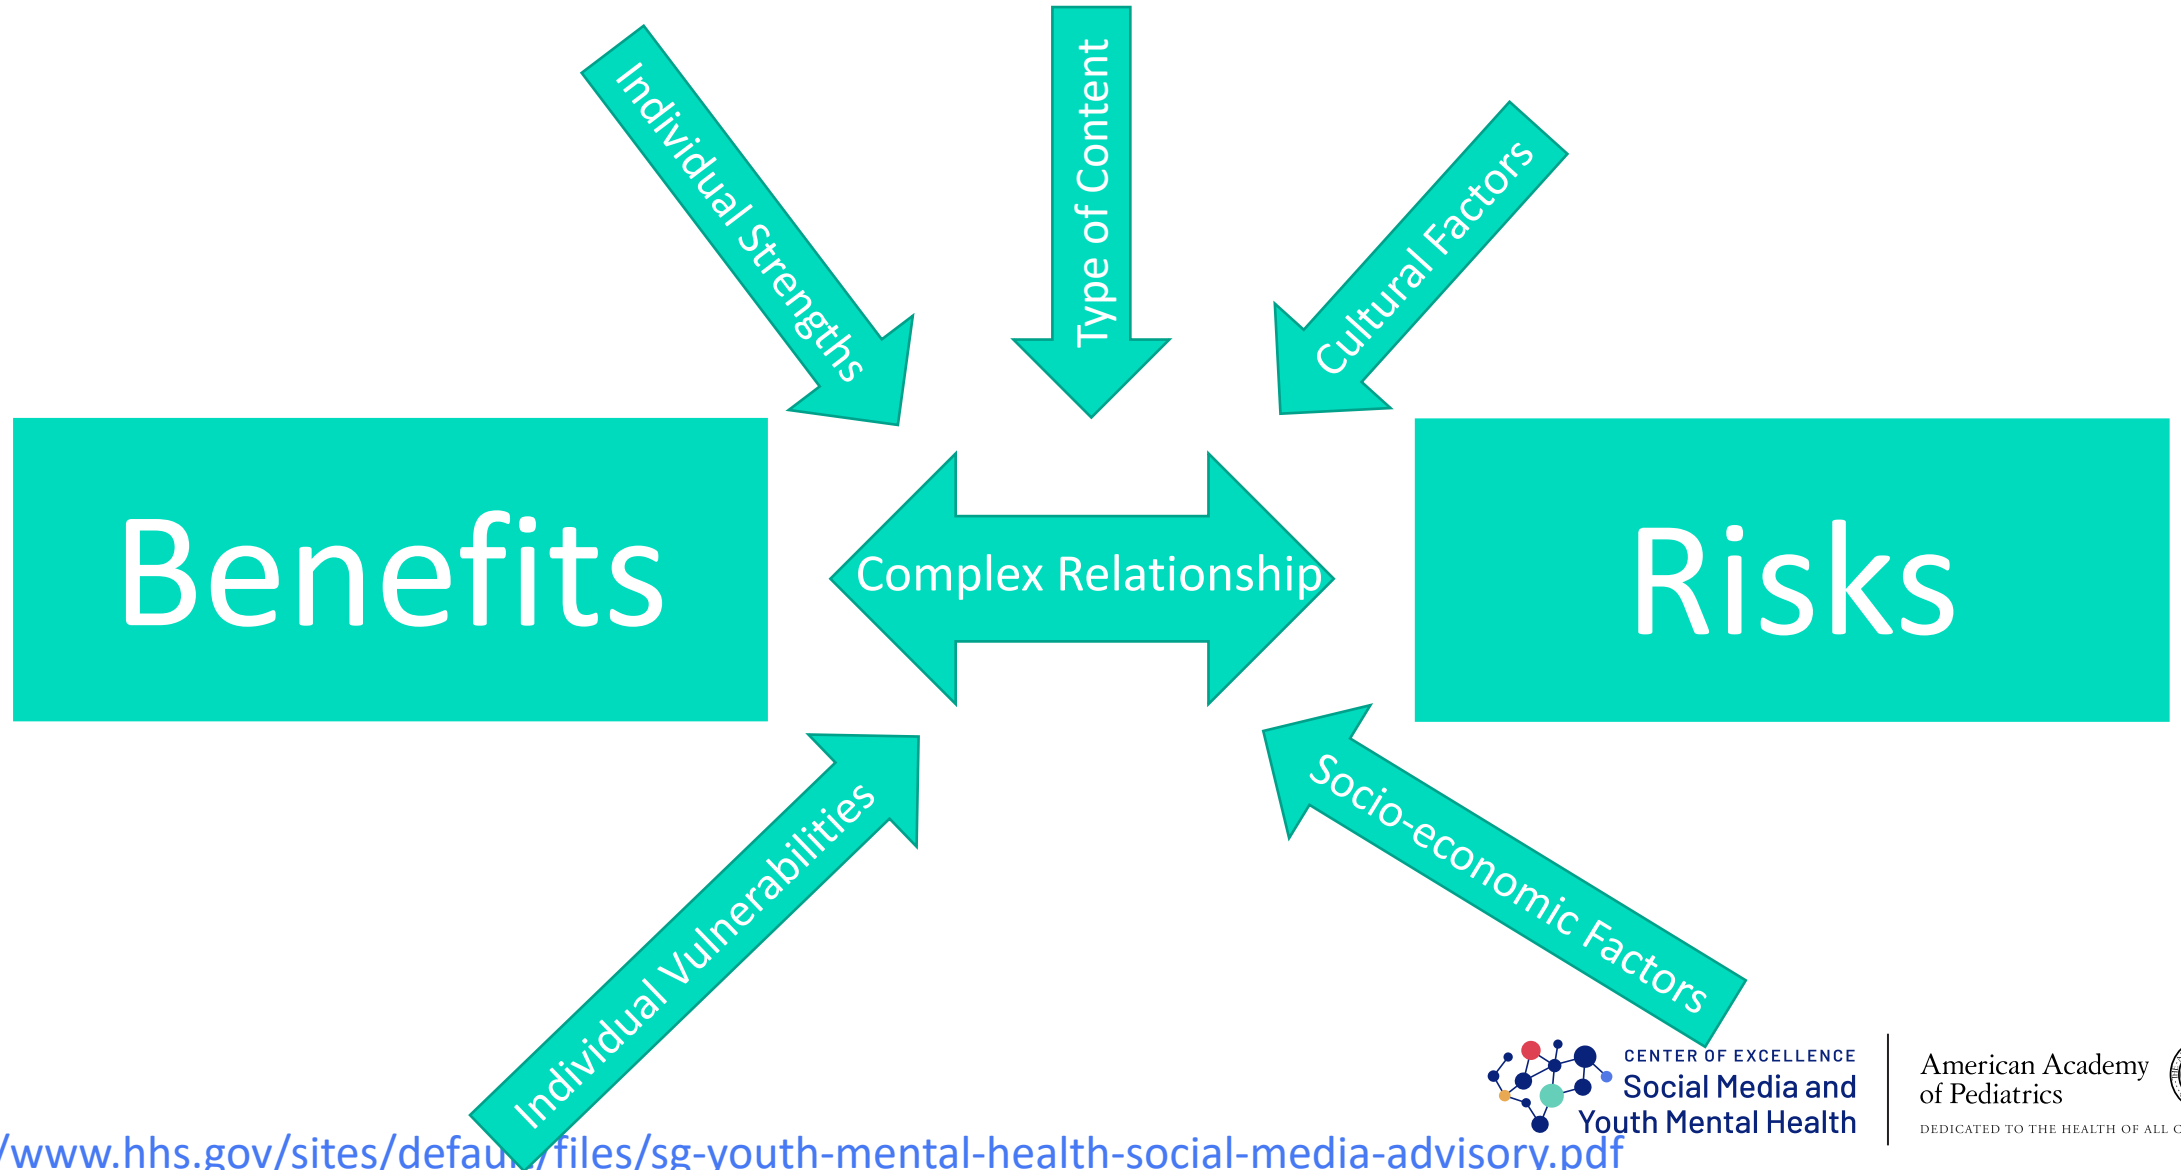 Individual Strengths
Type of Content
Cultural Factors
Benefits
Complex Relationship
Risks
Individual Vulnerabilities
Socio-economic Factors
CENTER OF EXCELLENCE
Social Media and
Youth Mental Health
American Academy
of Pediatrics
DEDICATED TO THE HEALTH OF ALL C
/www.hhs.gov/sites/default/files/sg-youth-mental-health-social-media-advisory.pdf